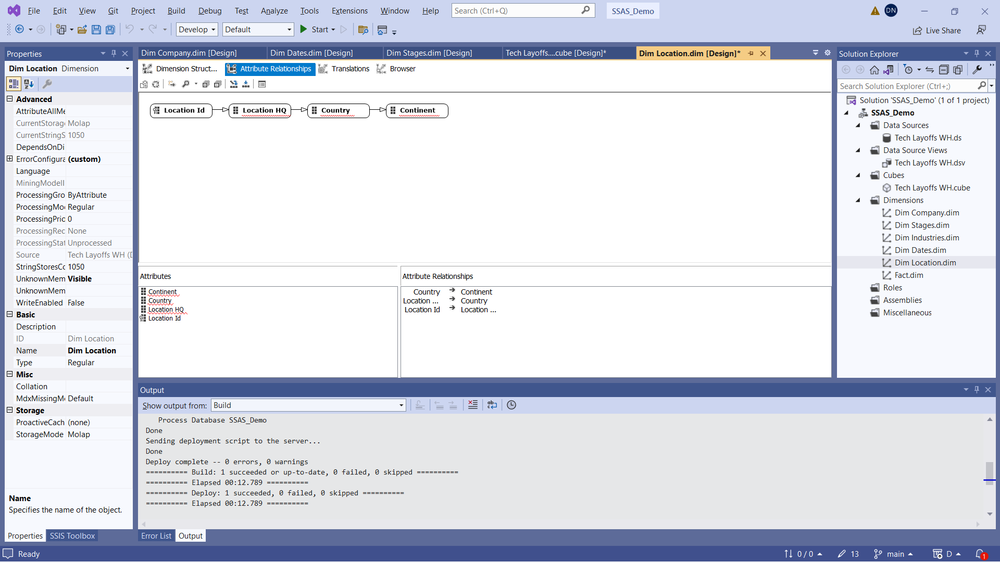 File Edit View Git Project Build Debug Test Analyze Tools Extensions Window Help Search (Ctrl+Q) SSAS_Demo DN
Develop Default Start Live Share
Properties
Dim Location Dimension
Advanced
AttributeAllMe
CurrentStorag Molap
CurrentStringS 1050
DependsOnDi
ErrorConfigura (custom)
Language
MiningModelI
ProcessingGro ByAttribute
ProcessingMo Regular
ProcessingPric 0
ProcessingRec None
ProcessingStat Unprocessed
Source Tech Layoffs WH (D
StringStoresCo 1050
UnknownMem Visible
UnknownMem
WriteEnabled False
Basic
Description
ID Dim Location
Name Dim Location
Type Regular
Misc
Collation
MdxMissingMe Default
Storage
ProactiveCach (none)
StorageMode Molap
Name
Specifies the name of the object.
Properties SSIS Toolbox
Dim Company.dim [Design] Dim Dates.dim [Design] Dim Stages.dim [Design] Tech Layoffs....cube [Design]* Dim Location.dim [Design]*
Dimension Struct... Attribute Relationships Translations Browser
Location Id Location HQ Country Continent
Attributes
Continent
Country
Location HQ
Location Id
Attribute Relationships
Country → Continent
Location ... → Country
Location Id → Location ...
Output
Show output from: Build
Process Database SSAS_Demo
Done
Sending deployment script to the server...
Done
Deploy complete -- 0 errors, 0 warnings
========== Build: 1 succeeded or up-to-date, 0 failed, 0 skipped ==========
========== Elapsed 00:12.789 ==========
========== Deploy: 1 succeeded, 0 failed, 0 skipped ==========
========== Elapsed 00:12.789 ==========
Error List Output
Solution Explorer
Search Solution Explorer (Ctrl+;)
Solution 'SSAS_Demo' (1 of 1 project)
SSAS_Demo
Data Sources
Tech Layoffs WH.ds
Data Source Views
Tech Layoffs WH.dsv
Cubes
Tech Layoffs WH.cube
Dimensions
Dim Company.dim
Dim Stages.dim
Dim Industries.dim
Dim Dates.dim
Dim Location.dim
Fact.dim
Roles
Assemblies
Miscellaneous
Ready 0 / 0 13 main D 1